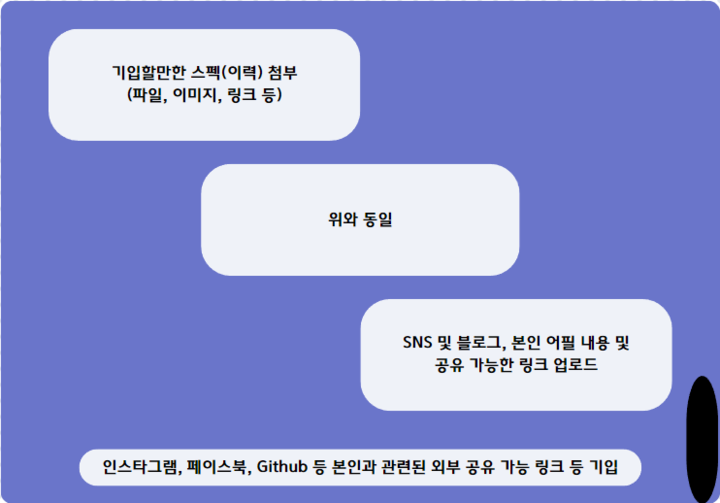 기입할만한 스펙(이력) 첨부
(파일, 이미지, 링크 등)
위와 동일
SNS 및 블로그, 본인 어필 내용 및
공유 가능한 링크 업로드
인스타그램, 페이스북, Github 등 본인과 관련된 외부 공유 가능 링크 등 기입